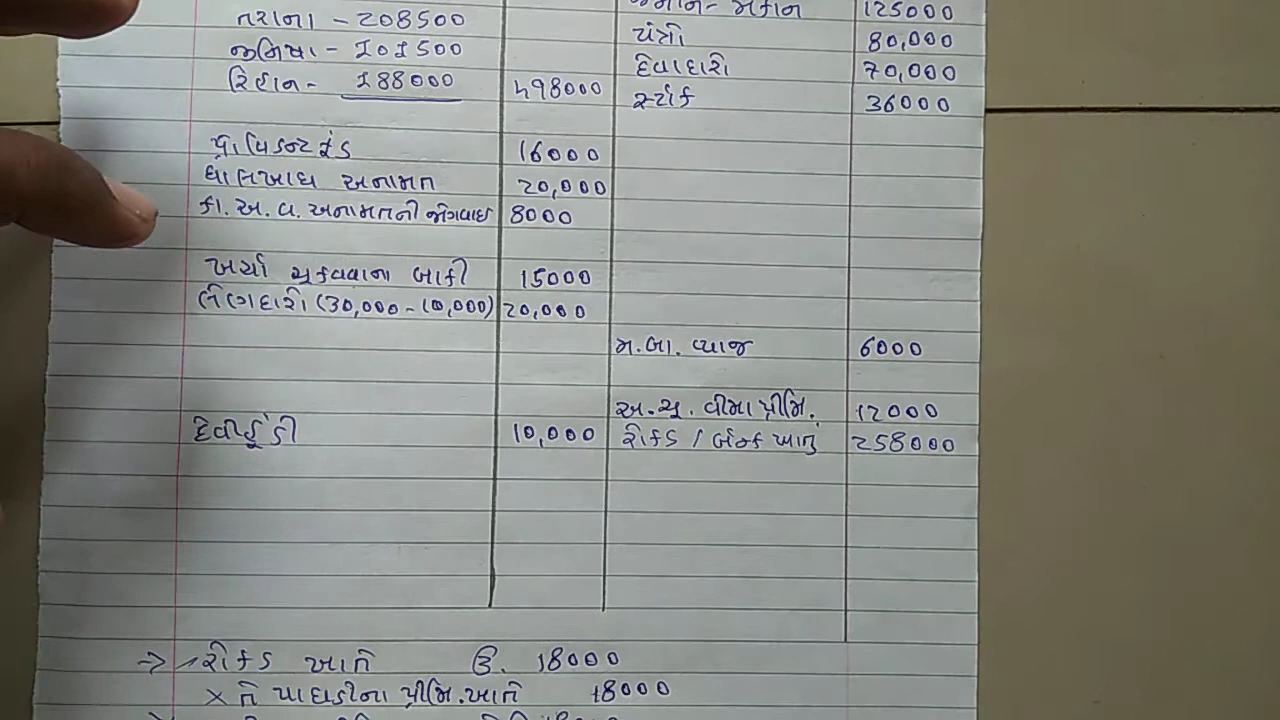 તરાના - 208500
જમિયા - 101500
રિહાન - 188000 498000
જમીન - મકાન 125000
યંત્રો 80,000
દેવાદારો 70,000
સ્ટોક 36000
પ્રોવિડન્ટ ફંડ 16000
ઘાલખાધ અનામત 20,000
કા. અ. વ. અનામતની જોગવાઇ 8000
ખર્ચા ચૂકવવાના બાકી 15000
લેણદારો (30,000 - 10,000) 20,000
મ. બા. વ્યાજ 6000
અ. ચૂ. વીમા પ્રીમિ. 12000
દેવીહૂંડી 10,000 રોકડ / બેન્ક ખાતુ 258000
→ રોકડ ખાતે ઉ. 18000
× તે પાઘડીના પ્રીમિ. ખાતે 18000